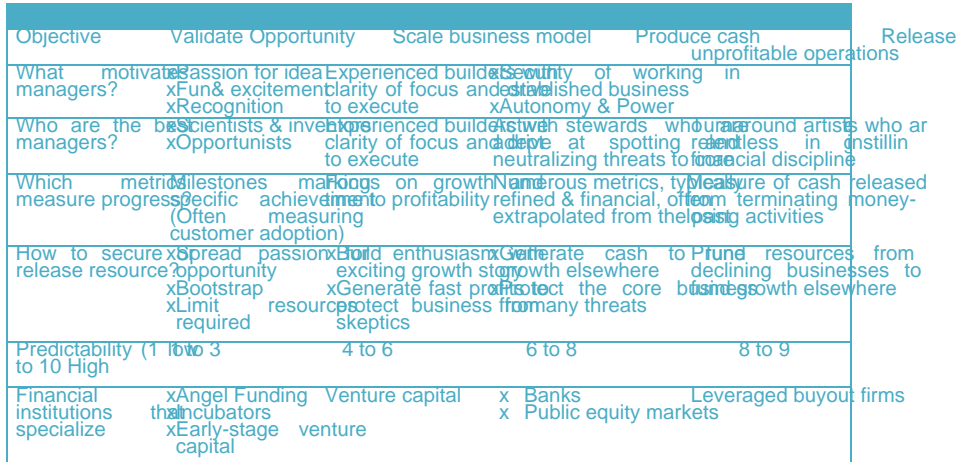 Objective
Validate Opportunity
Scale business model
Produce cash
Release
unprofitable operations
What motivates
managers?
xPassion for idea
xFun& excitement
xRecognition
Experienced builders with
clarity of focus and drive
to execute
xSecurity of working in
established business
xAutonomy & Power
Who are the best
managers?
xScientists & inventors
xOpportunists
Experienced builders with
clarity of focus and drive
to execute
Active stewards who are
adept at spotting and
neutralizing threats to core
Turnaround artists who ar
relentless in instillin
financial discipline
Which metrics
measure progress?
Milestones marking
specific achievement
(Often measuring
customer adoption)
Focus on growth and
time to profitability
Numerous metrics, typically
refined & financial, often
extrapolated from the past
Measure of cash released
from terminating money-
losing activities
How to secure or
release resource?
xSpread passion for
opportunity
xBootstrap
xLimit resources
required
xBuild enthusiasm with
exciting growth story
xGenerate fast profits to
protect business from
skeptics
xGenerate cash to fund
growth elsewhere
xProtect the core business
from any threats
Prune resources from
declining businesses to
fund growth elsewhere
Predictability (1 low
to 10 High
1 to 3
4 to 6
6 to 8
8 to 9
Financial
institutions that
specialize
xAngel Funding
xIncubators
xEarly-stage venture
capital
Venture capital
x Banks
x Public equity markets
Leveraged buyout firms